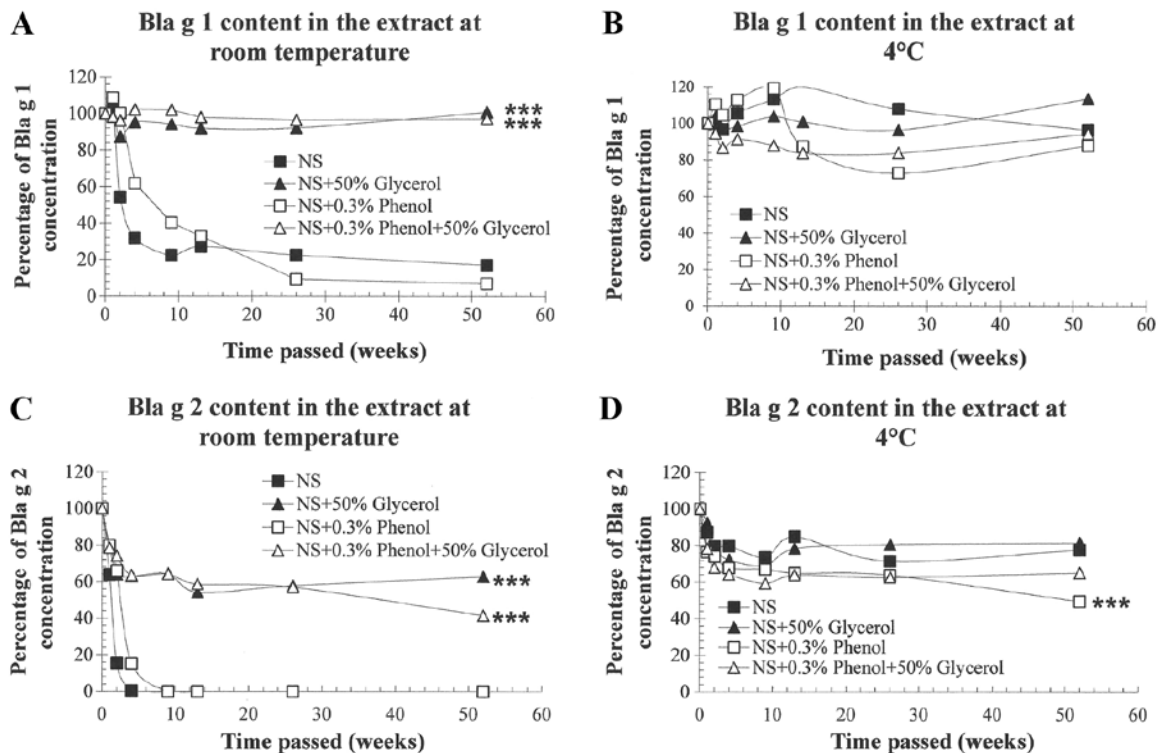 A
Bla g 1 content in the extract at
room temperature
Percentage of Bla g 1
concentration
120
100
80
60
40
20
0
0 10 20 30 40 50 60
Time passed (weeks)
NS
NS+50% Glycerol
NS+0.3% Phenol
NS+0.3% Phenol+50% Glycerol
***
***
B
Bla g 1 content in the extract at
4°C
Percentage of Bla g 1
concentration
120
100
80
60
40
20
0
0 10 20 30 40 50 60
Time passed (weeks)
NS
NS+50% Glycerol
NS+0.3% Phenol
NS+0.3% Phenol+50% Glycerol
C
Bla g 2 content in the extract at
room temperature
Percentage of Bla g 2
concentration
120
100
80
60
40
20
0
0 10 20 30 40 50 60
Time passed (weeks)
NS
NS+50% Glycerol
NS+0.3% Phenol
NS+0.3% Phenol+50% Glycerol
***
***
D
Bla g 2 content in the extract at
4°C
Percentage of Bla g 2
concentration
120
100
80
60
40
20
0
0 10 20 30 40 50 60
Time passed (weeks)
NS
NS+50% Glycerol
NS+0.3% Phenol
NS+0.3% Phenol+50% Glycerol
***